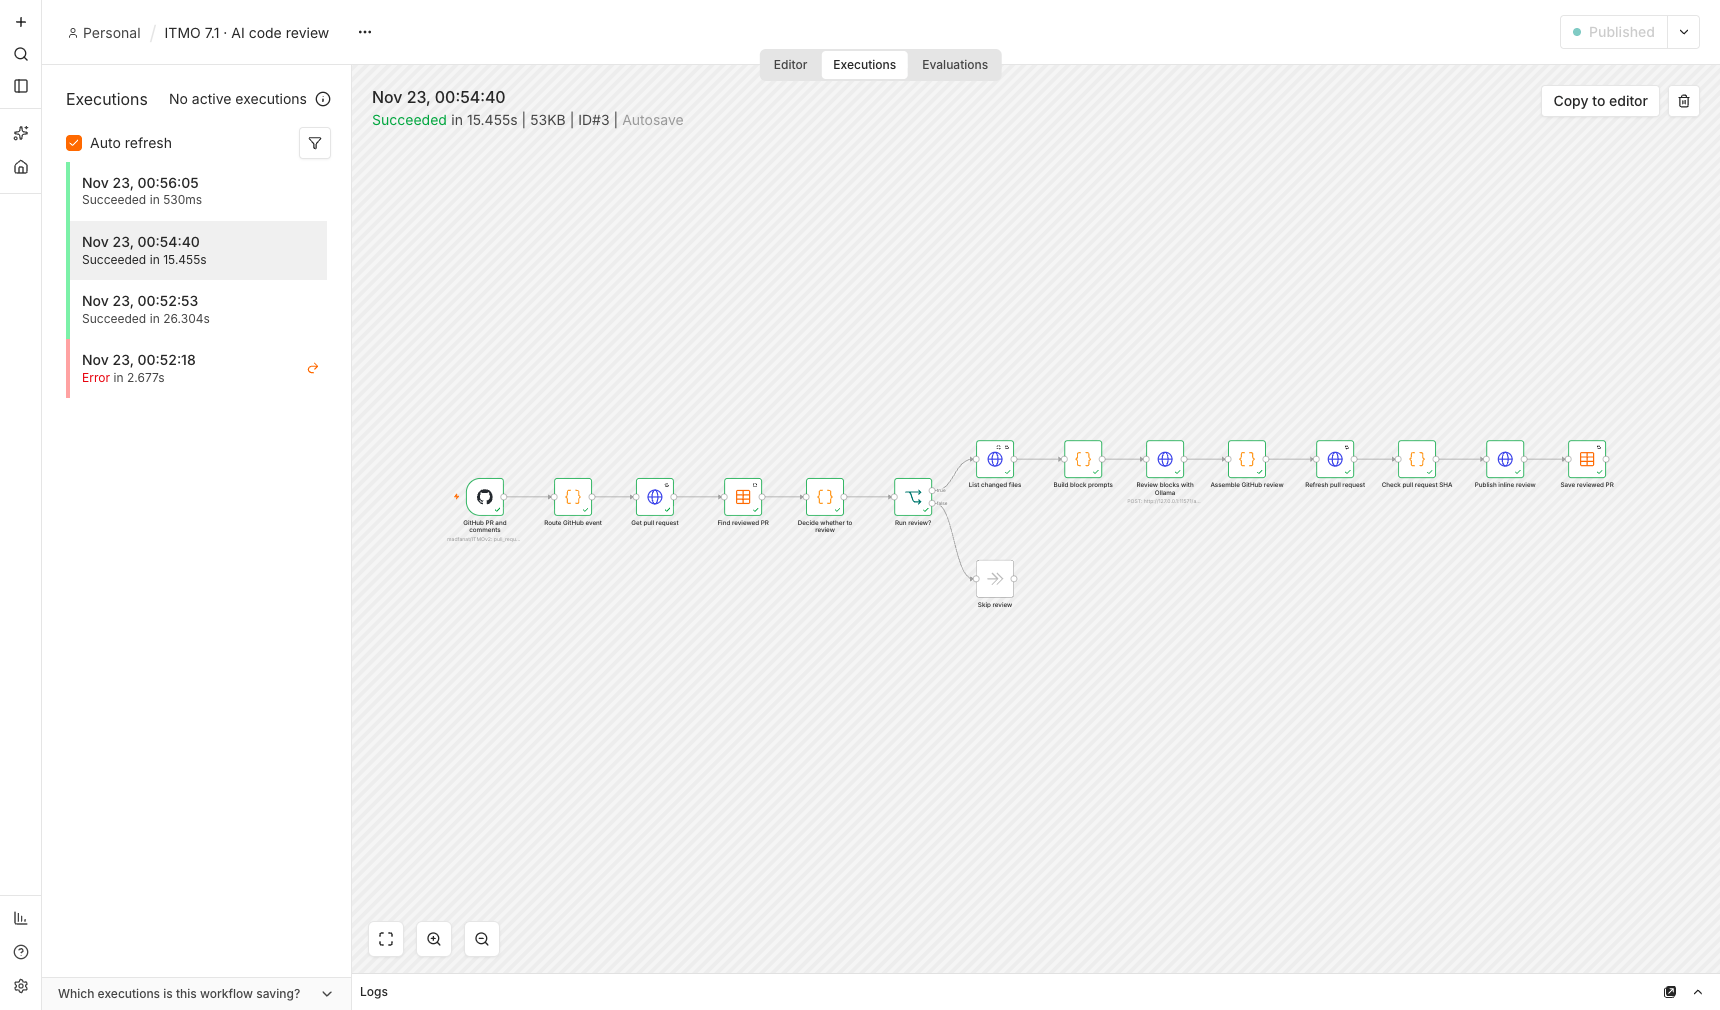 Personal / ITMO 7.1 · AI code review
Published
Editor
Executions
Evaluations
Executions
No active executions
Auto refresh
Nov 23, 00:56:05
Succeeded in 530ms
Nov 23, 00:54:40
Succeeded in 15.455s
Nov 23, 00:52:53
Succeeded in 26.304s
Nov 23, 00:52:18
Error in 2.677s
Which executions is this workflow saving?
Nov 23, 00:54:40
Succeeded in 15.455s | 53KB | ID#3 | Autosave
Copy to editor
GitHub PR and
comments
Route GitHub event
Get pull request
Find reviewed PR
Decide whether to
review
Run review?
true
false
List changed files
Build block prompts
Review blocks with
Ollama
Assemble GitHub review
Refresh pull request
Check pull request SHA
Publish inline review
Save reviewed PR
Skip review
Logs